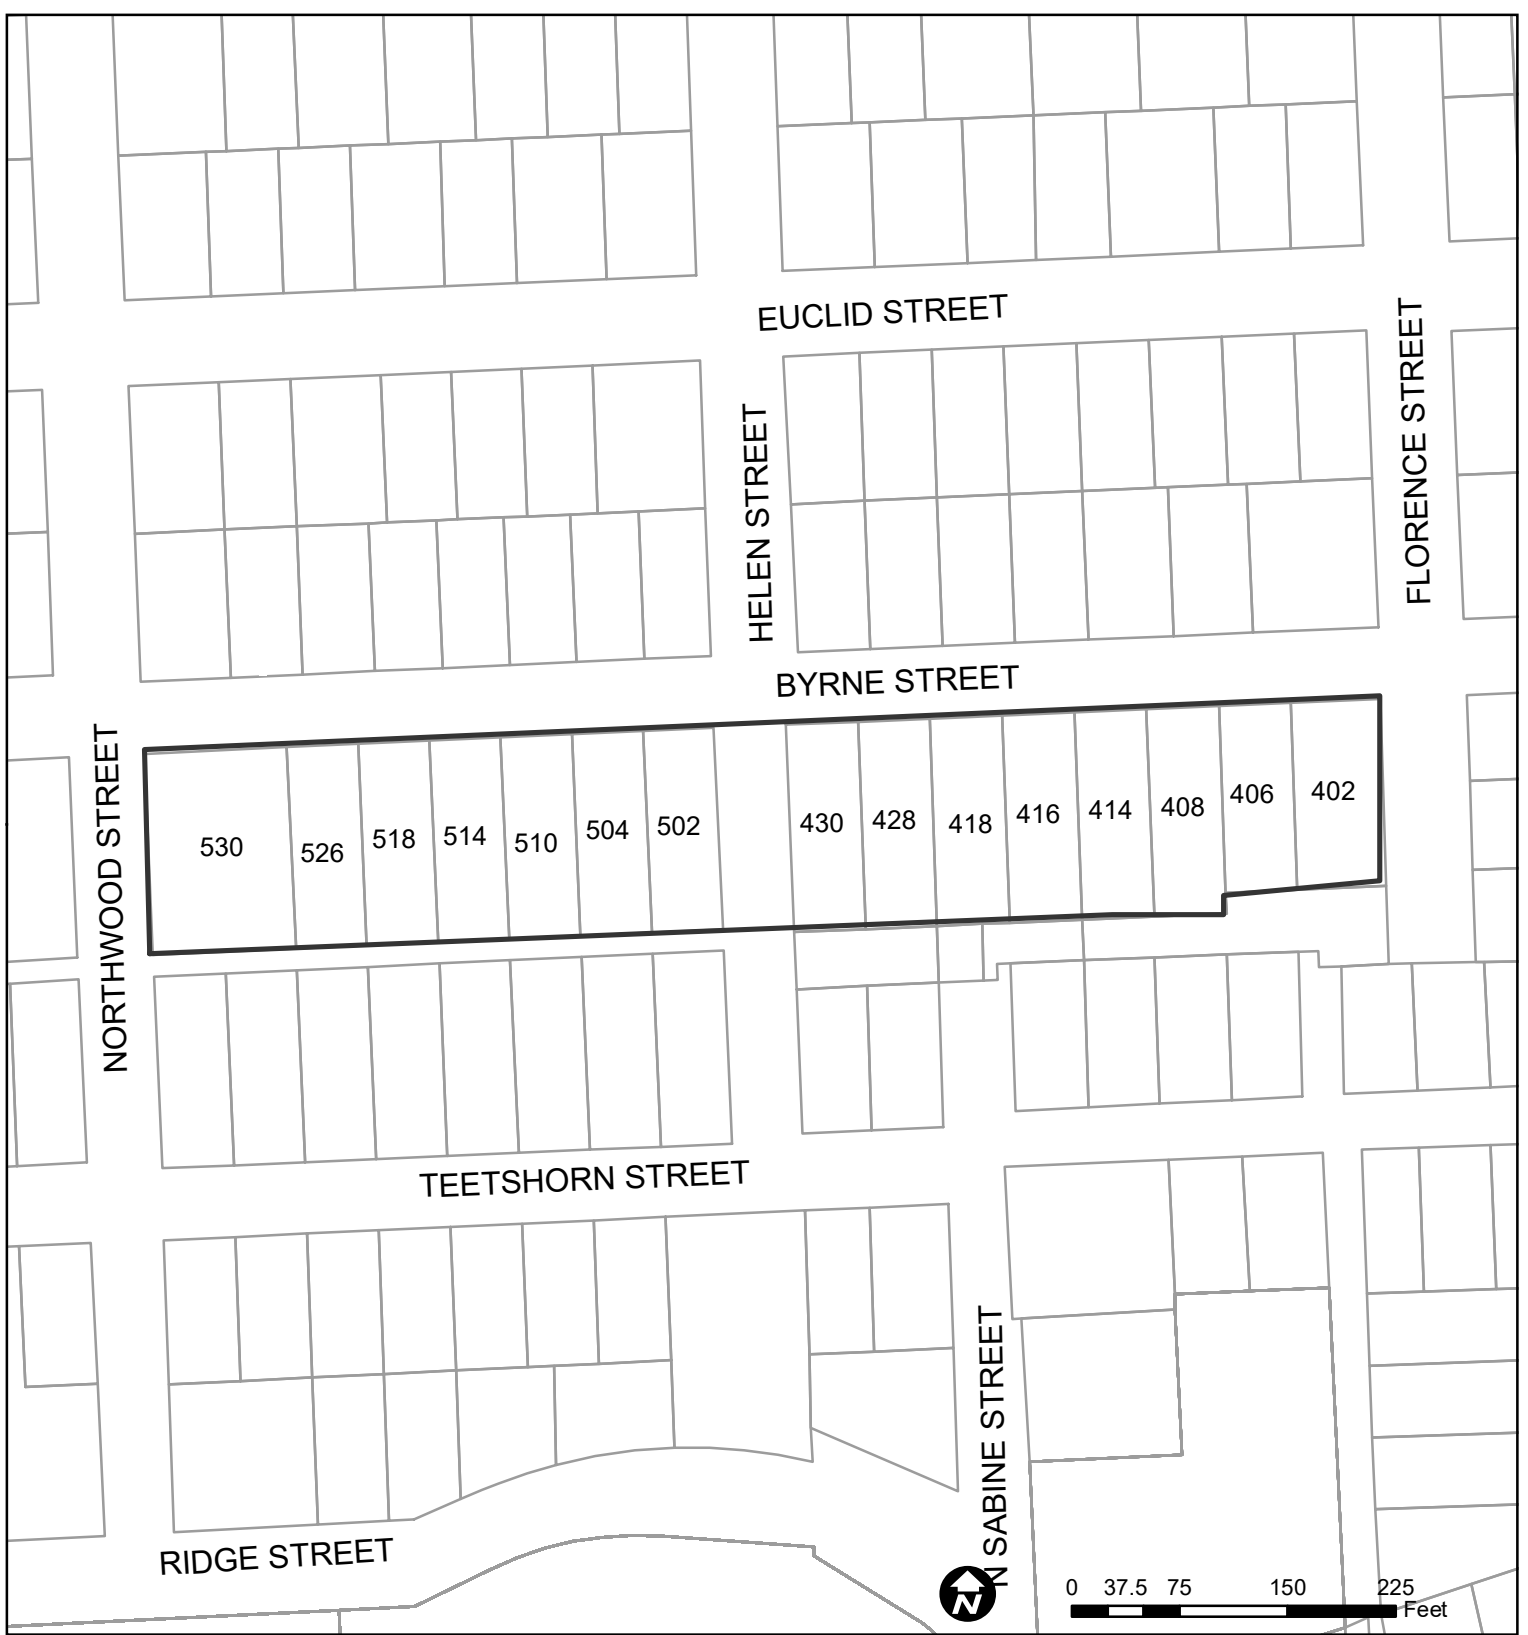 EUCLID STREET
FLORENCE STREET
HELEN STREET
BYRNE STREET
NORTHWOOD STREET
530
526
518
514
510
504
502
430
428
418
416
414
408
406
402
TEETSHORN STREET
N SABINE STREET
RIDGE STREET
N
0 37.5 75 150 225
Feet